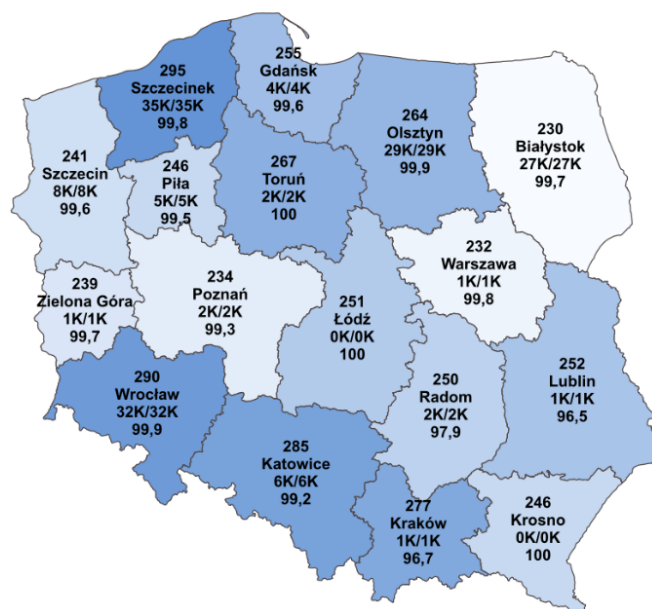 295
Szczecinek
35K/35K
99,8
255
Gdańsk
4K/4K
99,6
264
Olsztyn
29K/29K
99,9
230
Białystok
27K/27K
99,7
241
Szczecin
8K/8K
99,6
246
Piła
5K/5K
99,5
267
Toruń
2K/2K
100
232
Warszawa
1K/1K
99,8
239
Zielona Góra
1K/1K
99,7
234
Poznań
2K/2K
99,3
251
Łódź
0K/0K
100
290
Wrocław
32K/32K
99,9
250
Radom
2K/2K
97,9
252
Lublin
1K/1K
96,5
285
Katowice
6K/6K
99,2
277
Kraków
1K/1K
96,7
246
Krosno
0K/0K
100